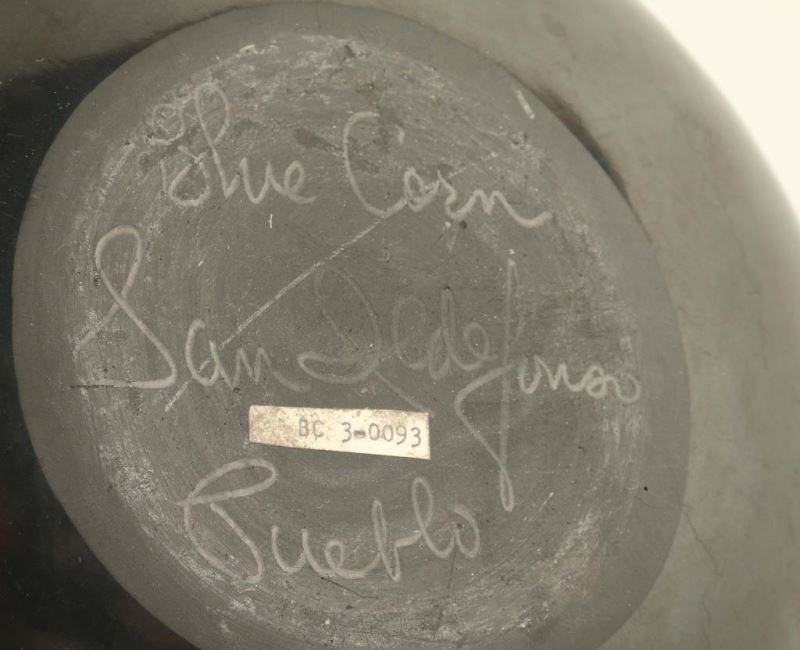 Blue Corn
San Ildefonso
BC 3-0093
Pueblo